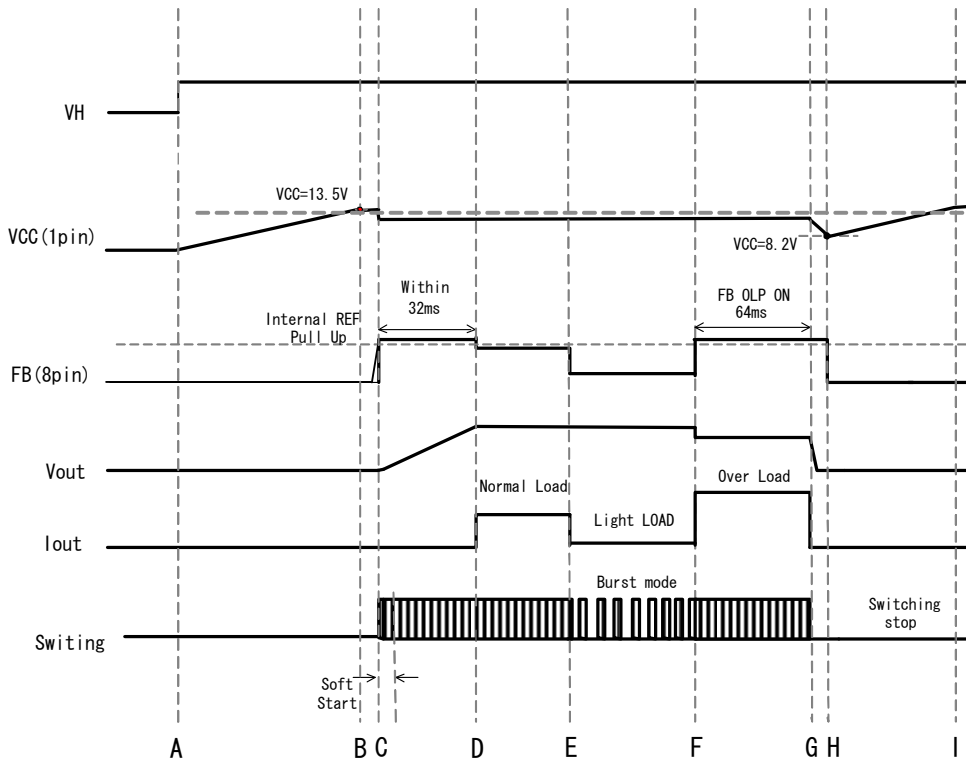 VH
VCC=13.5V
VCC(1pin)
VCC=8.2V
Within
32ms
FB OLP ON
64ms
Internal REF
Pull Up
FB(8pin)
Vout
Normal Load
Over Load
Light LOAD
Iout
Burst mode
Switching
stop
Switing
Soft
Start
A B C D E F G H I